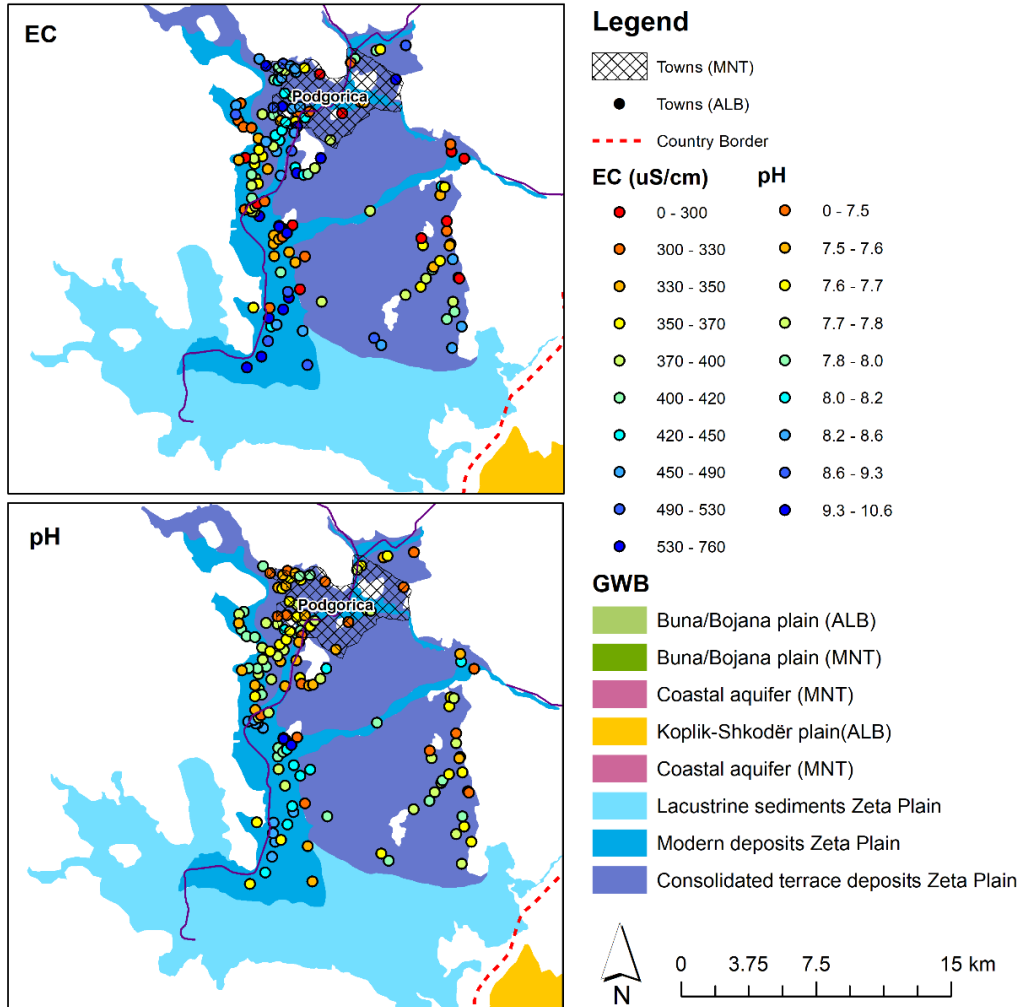 EC
Podgorica
pH
Podgorica
Legend
Towns (MNT)
Towns (ALB)
Country Border
EC (uS/cm)
pH
0 - 300
0 - 7.5
300 - 330
7.5 - 7.6
330 - 350
7.6 - 7.7
350 - 370
7.7 - 7.8
370 - 400
7.8 - 8.0
400 - 420
8.0 - 8.2
420 - 450
8.2 - 8.6
450 - 490
8.6 - 9.3
490 - 530
9.3 - 10.6
530 - 760
GWB
Buna/Bojana plain (ALB)
Buna/Bojana plain (MNT)
Coastal aquifer (MNT)
Koplik-Shkodër plain(ALB)
Coastal aquifer (MNT)
Lacustrine sediments Zeta Plain
Modern deposits Zeta Plain
Consolidated terrace deposits Zeta Plain
N
0 3.75 7.5 15 km